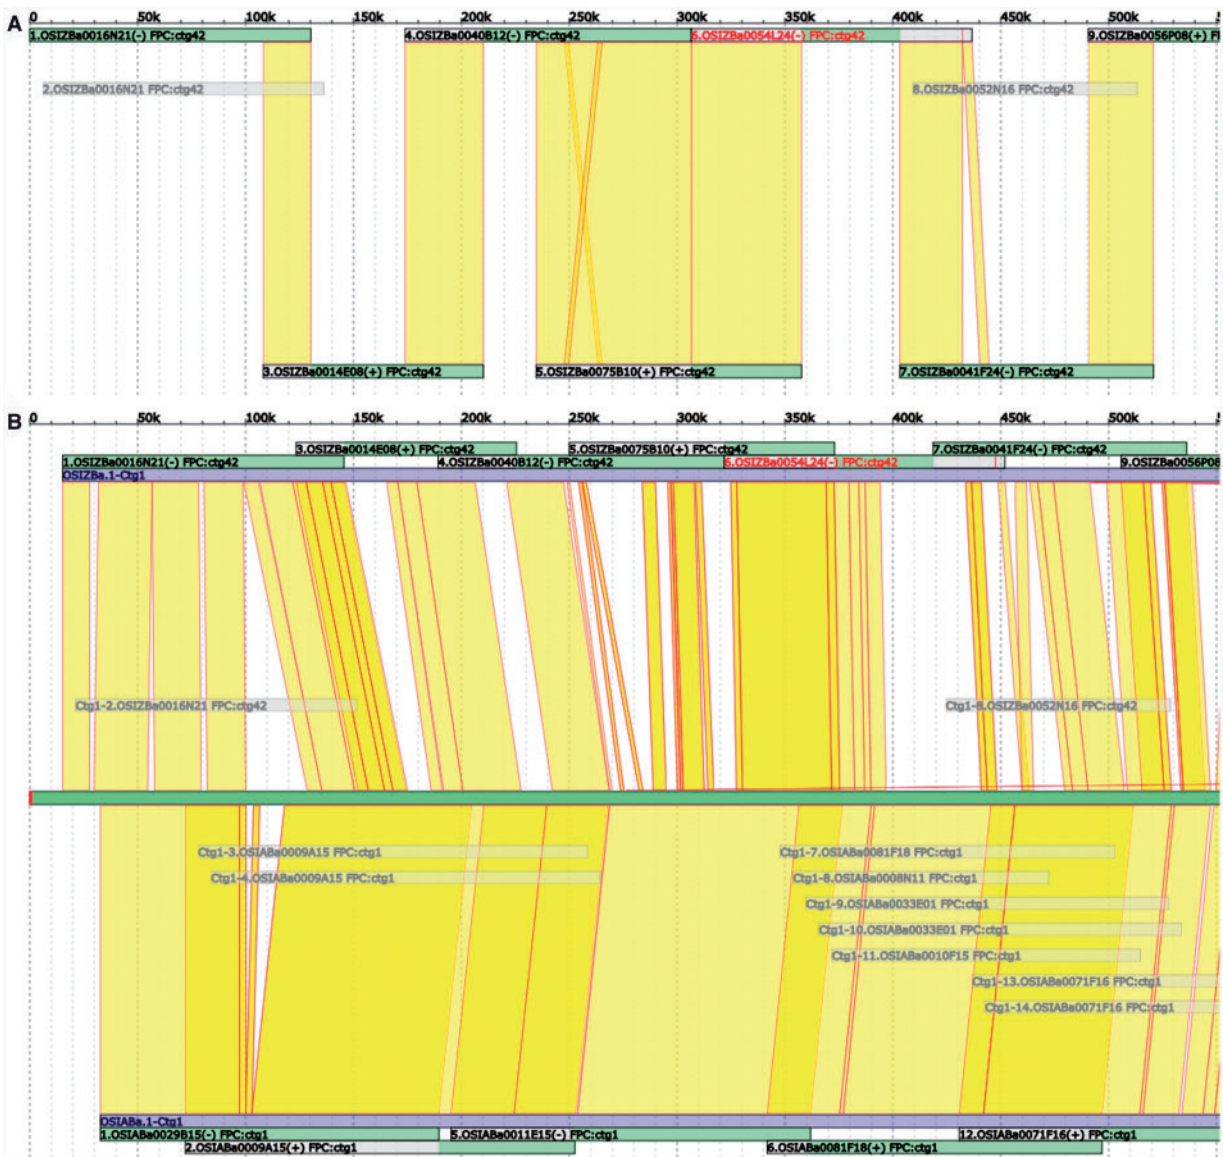 A 0 50k 100k 150k 200k 250k 300k 350k 400k 450k 500k
1.OSIZBa0016N21(-) FPC:ctg42 4.OSIZBa0040B12(-) FPC:ctg42 6.OSIZBa0054L24(-) FPC:ctg42 9.OSIZBa0056P08(+)
2.OSIZBa0016N21 FPC:ctg42 8.OSIZBa0052N16 FPC:ctg42
3.OSIZBa0014E08(+) FPC:ctg42 5.OSIZBa0075B10(+) FPC:ctg42 7.OSIZBa0041F24(-) FPC:ctg42
B 0 50k 100k 150k 200k 250k 300k 350k 400k 450k 500k
3.OSIZBa0014E08(+) FPC:ctg42 5.OSIZBa0075B10(+) FPC:ctg42 7.OSIZBa0041F24(-) FPC:ctg42
1.OSIZBa0016N21(-) FPC:ctg42 4.OSIZBa0040B12(-) FPC:ctg42 6.OSIZBa0054L24(-) FPC:ctg42 9.OSIZBa0056P08
OSIZBa.1-Ctg1
Ctg1-2.OSIZBa0016N21 FPC:ctg42 Ctg1-8.OSIZBa0052N16 FPC:ctg42
Ctg1-3.OSIABa0009A15 FPC:ctg1 Ctg1-7.OSIABa0081F18 FPC:ctg1
Ctg1-4.OSIABa0009A15 FPC:ctg1 Ctg1-8.OSIABa0008N11 FPC:ctg1
Ctg1-9.OSIABa0033E01 FPC:ctg1
Ctg1-10.OSIABa0033E01 FPC:ctg1
Ctg1-11.OSIABa0010F15 FPC:ctg1
Ctg1-13.OSIABa0071F16 FPC:ctg1
Ctg1-14.OSIABa0071F16 FPC:ctg1
OSIABa.1-Ctg1
1.OSIABa0029B15(-) FPC:ctg1 5.OSIABa0011E15(-) FPC:ctg1 12.OSIABa0071F16(+) FPC:ctg1
2.OSIABa0009A15(+) FPC:ctg1 6.OSIABa0081F18(+) FPC:ctg1